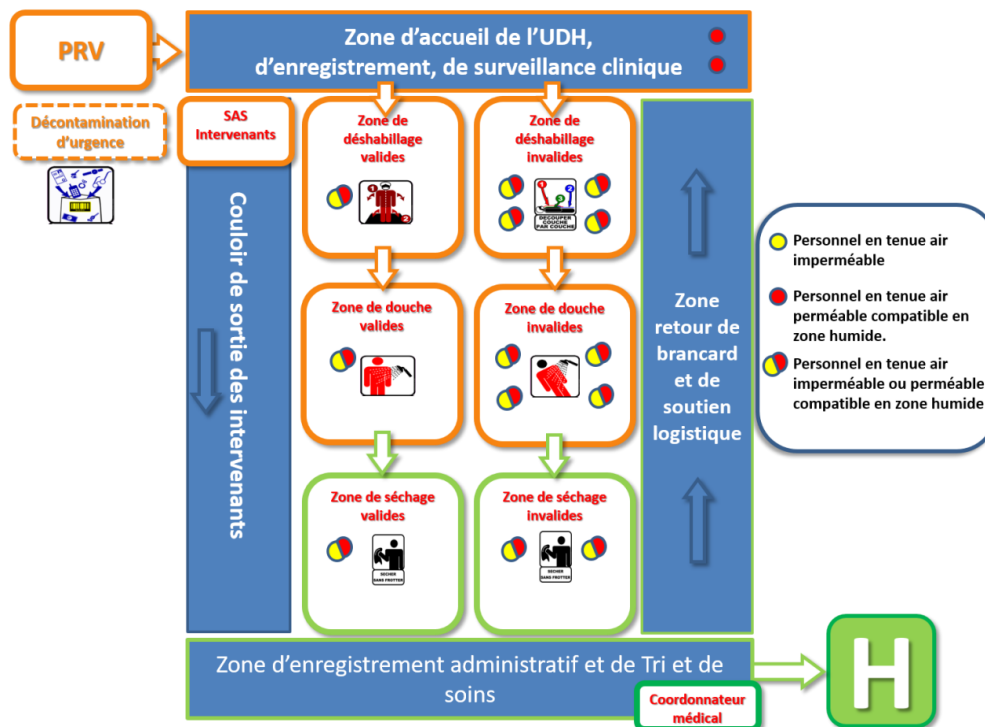 PRV
Zone d'accueil de l'UDH,
d'enregistrement, de surveillance clinique
Décontamination
d'urgence
SAS
Intervenants
Couloir de sortie des intervenants
Zone de
déshabillage
valides
Zone de
déshabillage
invalides
1
2
1
2
3
DECOUPER
COUCHE
PAR COUCHE
Zone de douche
valides
Zone de douche
invalides
Zone de séchage
valides
SECHER
SANS FROTTER
Zone de séchage
invalides
SECHER
SANS FROTTER
Zone
retour de
brancard
et de
soutien
logistique
Personnel en tenue air
imperméable
Personnel en tenue air
perméable compatible en
zone humide.
Personnel en tenue air
imperméable ou perméable
compatible en zone humide
Zone d'enregistrement administratif et de Tri et de
soins
Coordonnateur
médical
H